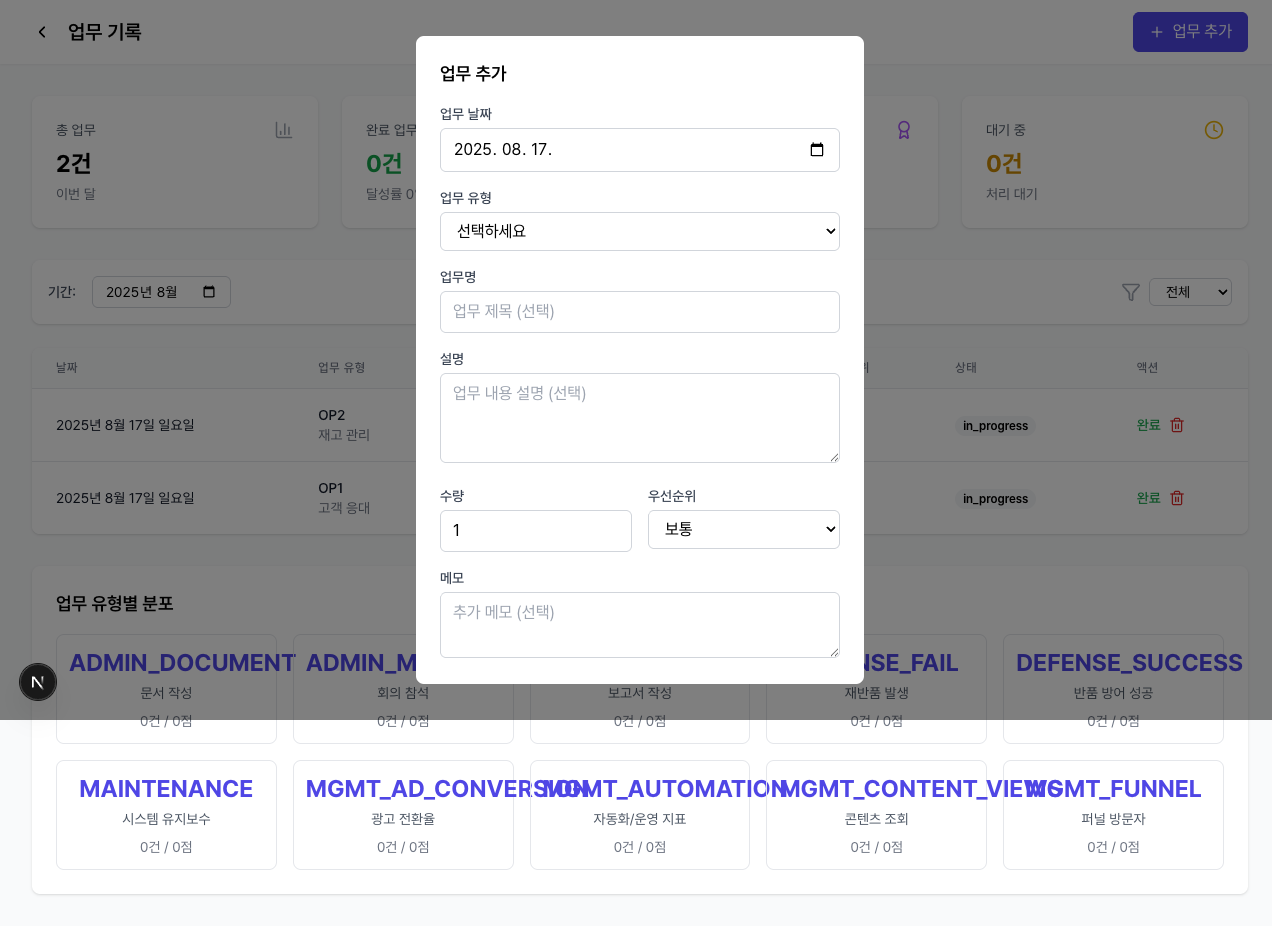 업무 기록
+ 업무 추가
총 업무
2건
이번 달
완료 업무
0건
달성률 0
대기 중
0건
처리 대기
기간:
2025년 8월
전체
업무 추가
업무 날짜
2025. 08. 17.
업무 유형
선택하세요
업무명
업무 제목 (선택)
설명
업무 내용 설명 (선택)
수량
우선순위
1
보통
메모
추가 메모 (선택)
날짜
업무 유형
상태
액션
2025년 8월 17일 일요일
OP2
재고 관리
in_progress
완료
2025년 8월 17일 일요일
OP1
고객 응대
in_progress
완료
업무 유형별 분포
ADMIN_DOCUMENT
문서 작성
0건 / 0점
ADMIN_M
회의 참석
0건 / 0점
보고서 작성
0건 / 0점
NSE_FAIL
재반품 발생
0건 / 0점
DEFENSE_SUCCESS
반품 방어 성공
0건 / 0점
MAINTENANCE
시스템 유지보수
0건 / 0점
MGMT_AD_CONVERSION
광고 전환율
0건 / 0점
MGMT_AUTOMATION
자동화/운영 지표
0건 / 0점
MGMT_CONTENT_VIEWS
콘텐츠 조회
0건 / 0점
MGMT_FUNNEL
퍼널 방문자
0건 / 0점
N